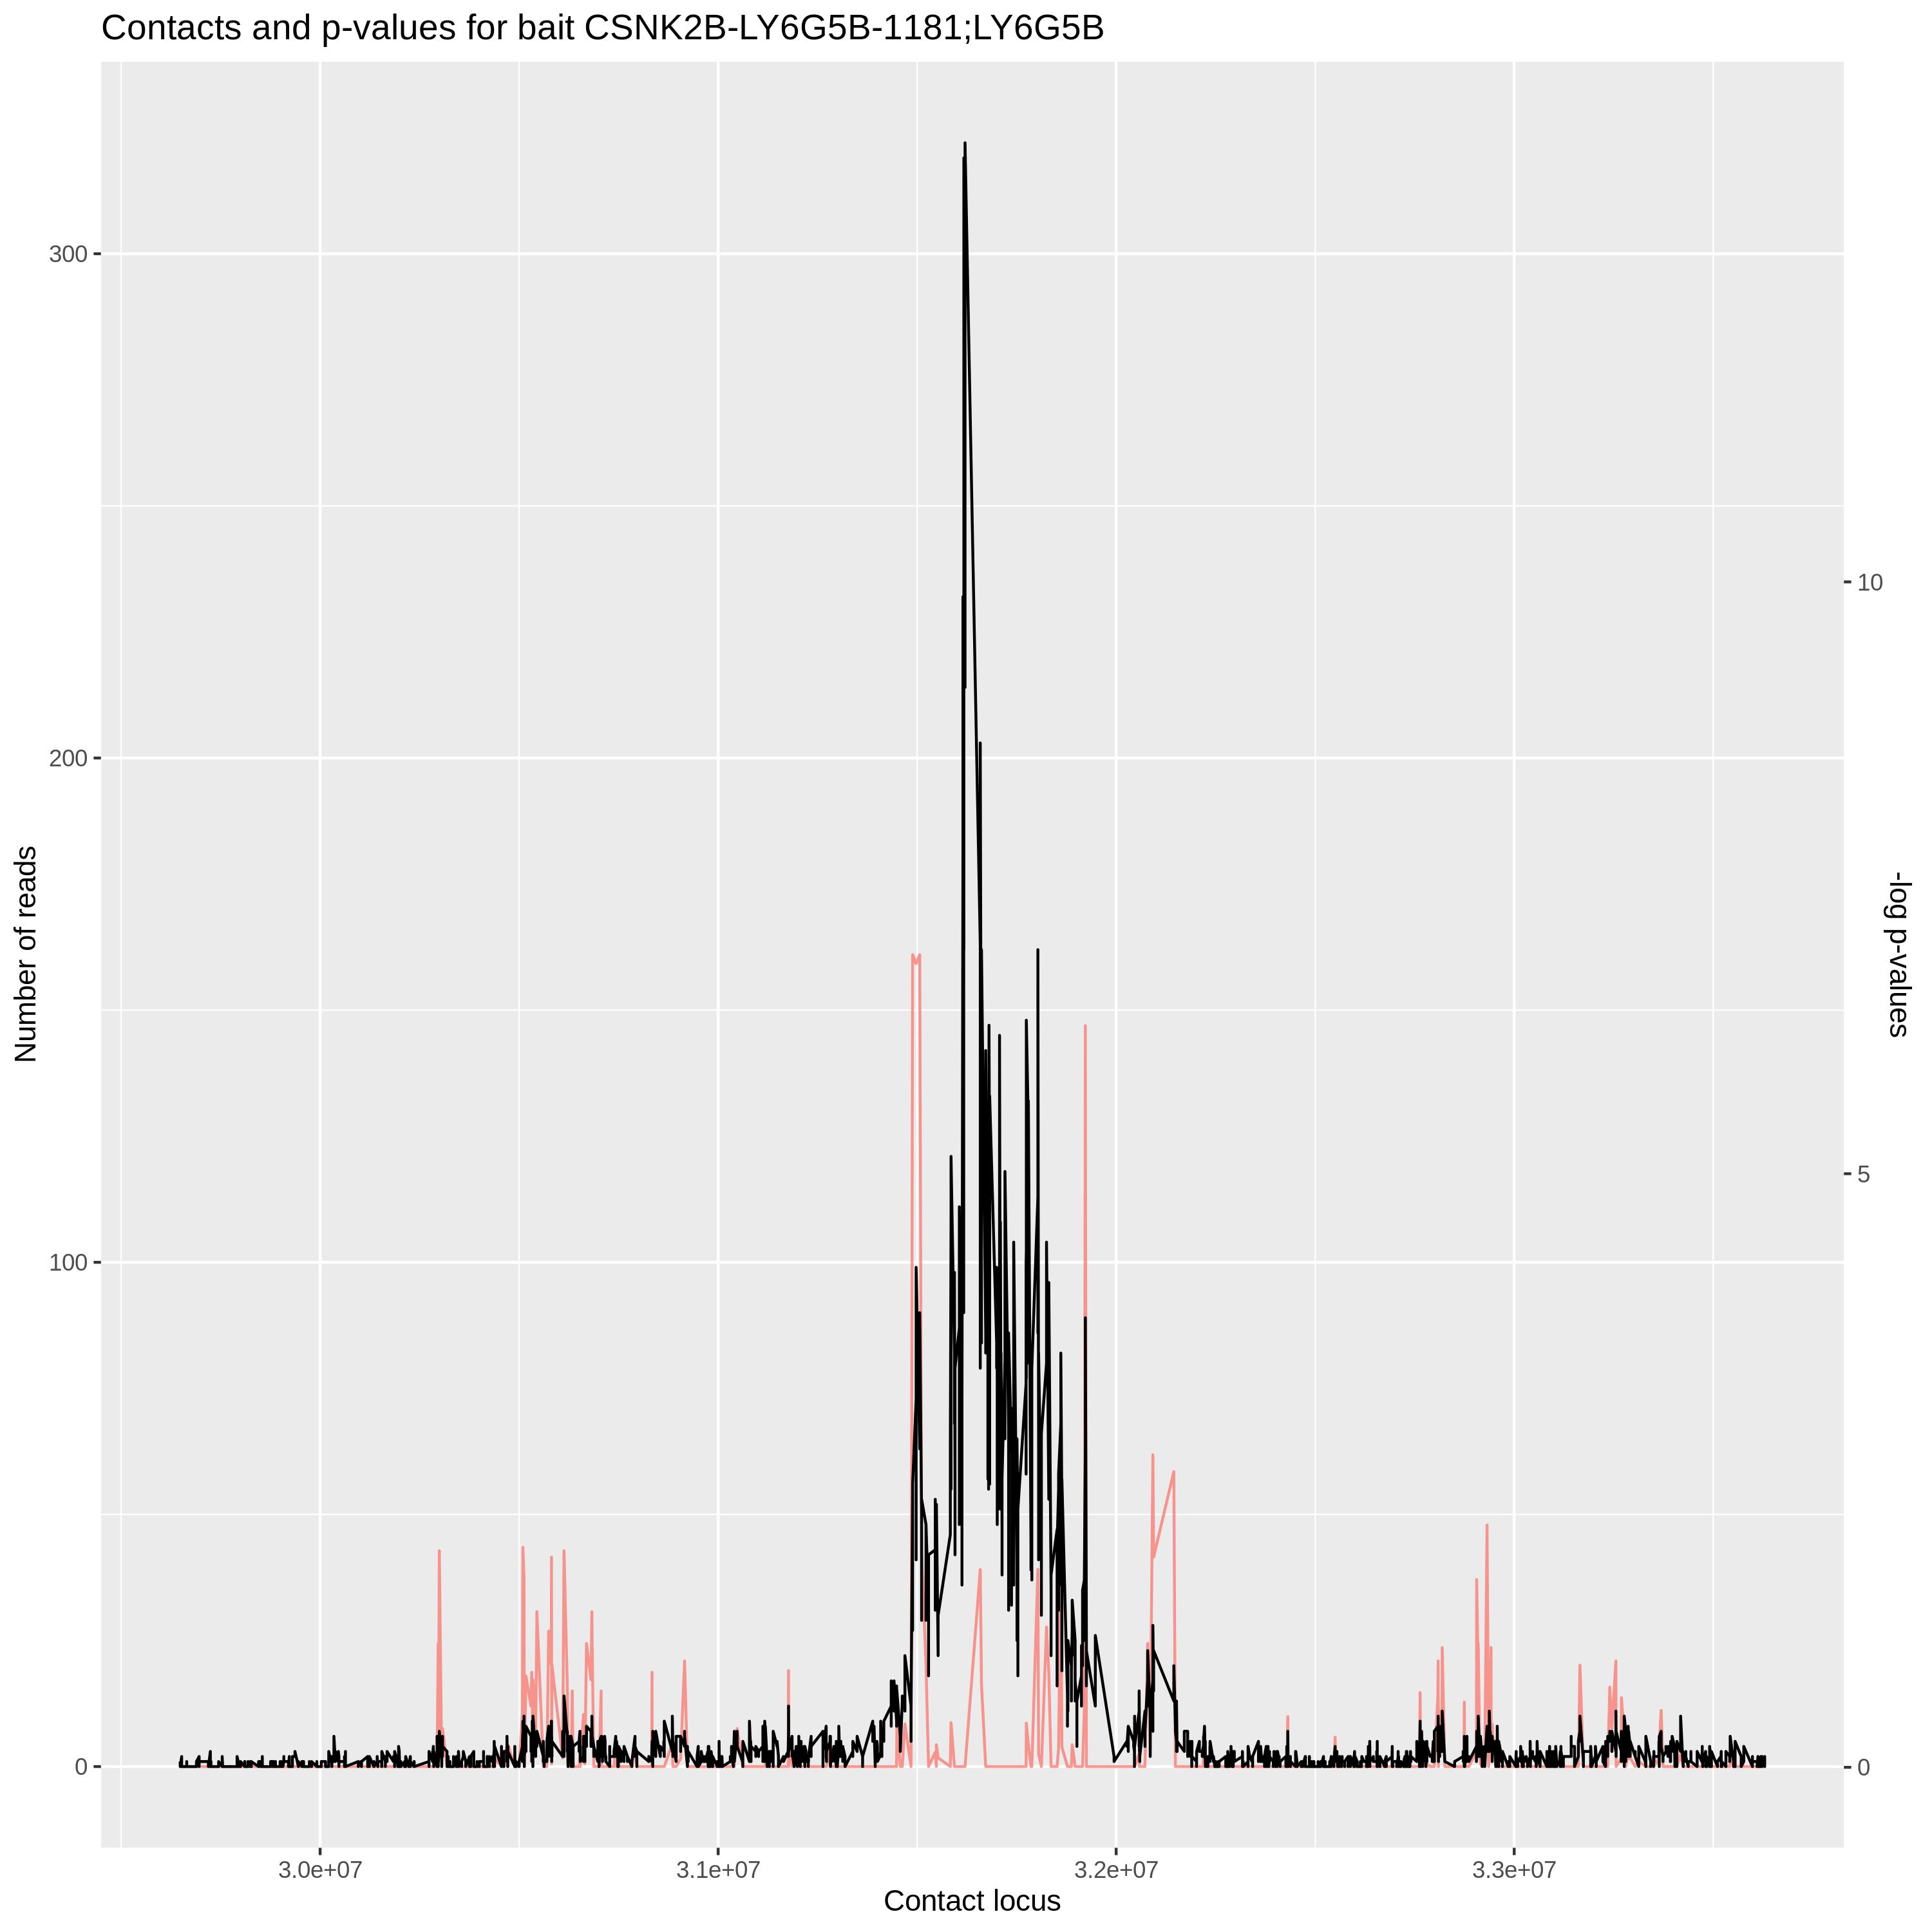 Contacts and p-values for bait CSNK2B-LY6G5B-1181;LY6G5B
300
200
100
0
Number of reads
10
5
0
-log p-values
3.0e+07
3.1e+07
3.2e+07
3.3e+07
Contact locus